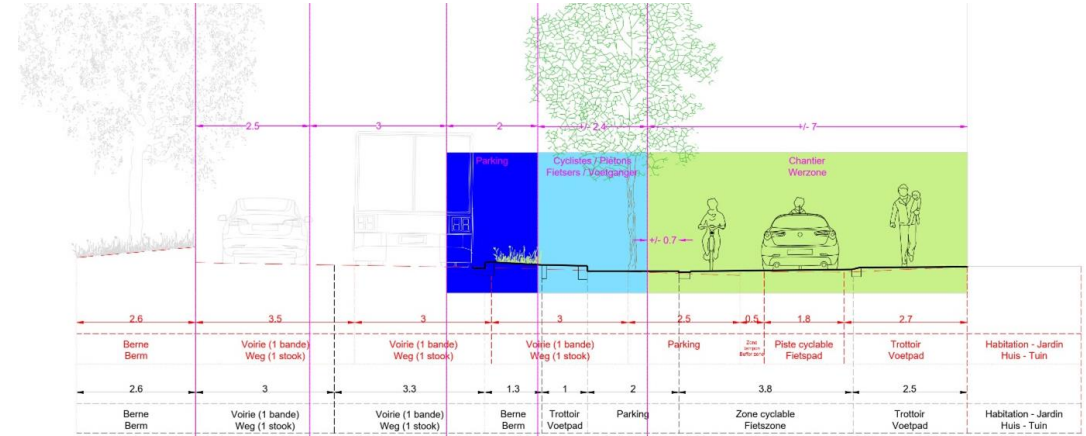 2.5 3 2 +/- 2.4 +/- 7
Parking Cyclistes / Piétons Chantier
Fietsers / Voetganger Werzone
+/- 0.7
2.6 3.5 3 3 2.5 0.5 1.8 2.7
Berne Voirie (1 bande) Voirie (1 bande) Voirie (1 bande) Parking Zone tampon Piste cyclable Trottoir Habitation - Jardin
Berm Weg (1 stook) Weg (1 stook) Weg (1 stook) Buffer zone Fietspad Voetpad Huis - Tuin
2.6 3 3.3 1.3 1 2 3.8 2.5
Berne Voirie (1 bande) Voirie (1 bande) Berne Trottoir Parking Zone cyclable Trottoir Habitation - Jardin
Berm Weg (1 stook) Weg (1 stook) Berm Voetpad Fietszone Voetpad Huis - Tuin